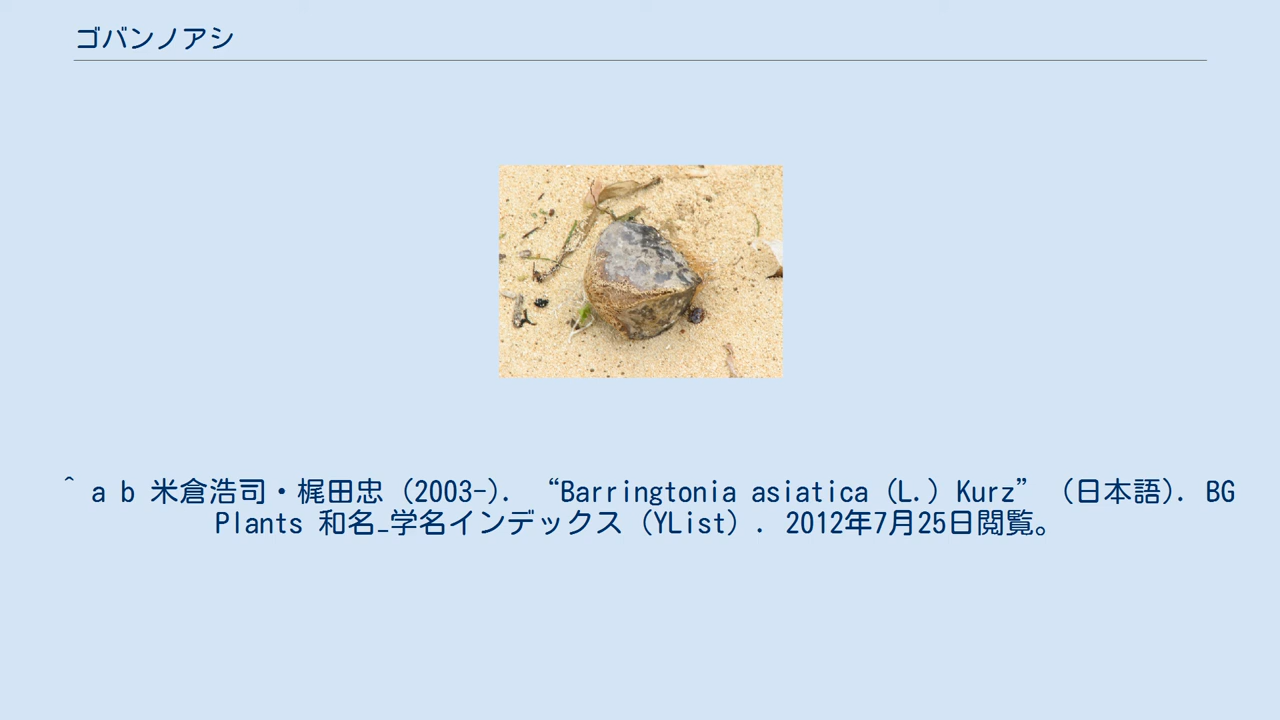 ゴバンノアシ
^ a b 米倉浩司・梶田忠 (2003-). “Barringtonia asiatica (L.) Kurz” (日本語). BG
Plants 和名−学名インデックス (YList). 2012年7月25日閲覧。